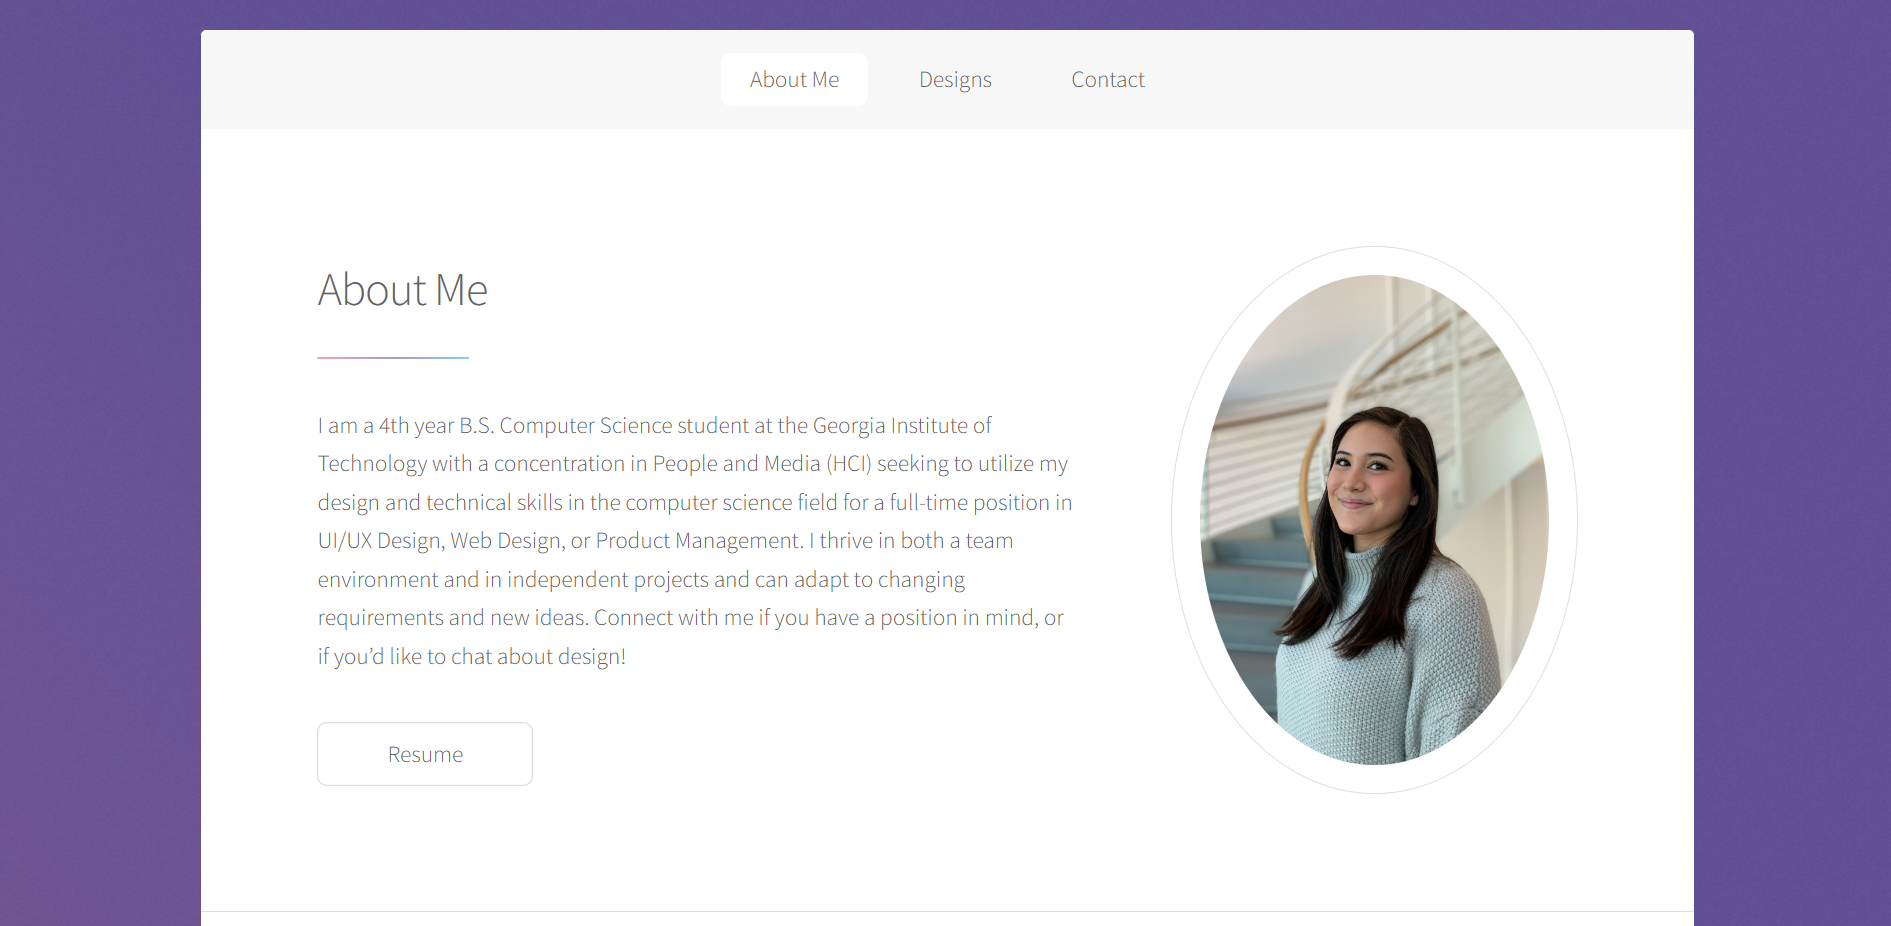 About Me
Designs
Contact
About Me
I am a 4th year B.S. Computer Science student at the Georgia Institute of
Technology with a concentration in People and Media (HCI) seeking to utilize my
design and technical skills in the computer science field for a full-time position in
UI/UX Design, Web Design, or Product Management. I thrive in both a team
environment and in independent projects and can adapt to changing
requirements and new ideas. Connect with me if you have a position in mind, or
if you’d like to chat about design!
Resume